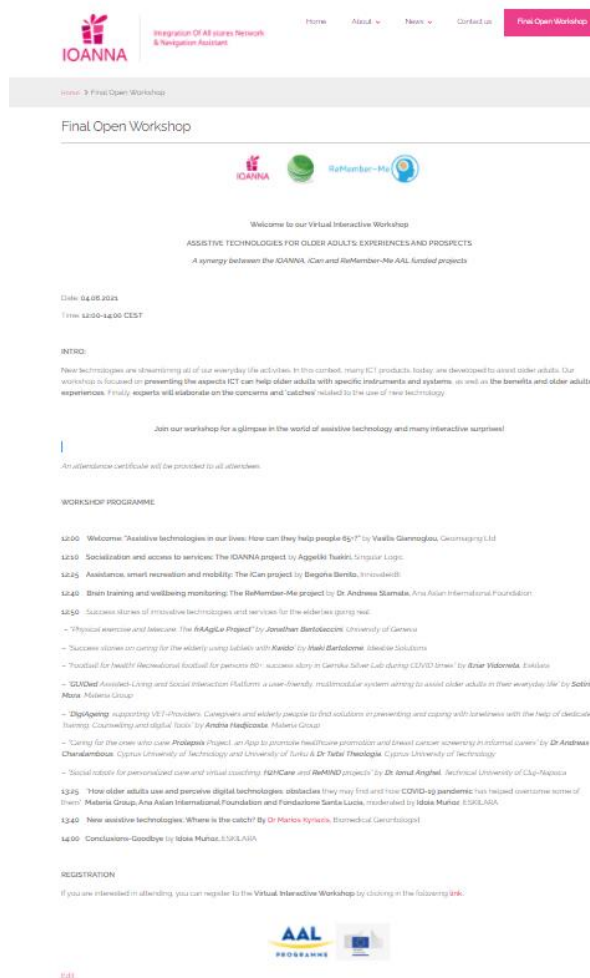 IOANNA
Integration Of All stores Network
& Navigation Assistant
Home About News Contact us Final Open Workshop
Home > Final Open Workshop
Final Open Workshop
IOANNA ReMember-Me
Welcome to our Virtual Interactive Workshop
ASSISTIVE TECHNOLOGIES FOR OLDER ADULTS: EXPERIENCES AND PROSPECTS
A synergy between the IOANNA, iCan and ReMember-Me AAL funded projects
Date: 04.06.2021
Time: 12:00-14:00 CEST
INTRO:
New technologies are streamlining all of our everyday life activities. In this context, many ICT products, today, are developed to assist older adults. Our
workshop is focused on presenting the aspects ICT can help older adults with specific instruments and systems, as well as the benefits and older adults
experiences. Finally, experts will elaborate on the concerns and 'catches' related to the use of new technology.
Join our workshop for a glimpse in the world of assistive technology and many interactive surprises!
An attendance certificate will be provided to all attendees.
WORKSHOP PROGRAMME
12:00 Welcome: "Assistive technologies in our lives: How can they help people 65+?" by Vasilis Giannoglou, Geoimaging Ltd
12:10 Socialization and access to services: The IOANNA project by Aggeliki Tsakiri, Singular Logic.
12:25 Assistance, smart recreation and mobility: The iCan project by Begoña Benito, Innovatedll
12:40 Brain training and wellbeing monitoring: The ReMember-Me project by Dr. Andreea Stamate, Ana Aslan International Foundation
12:50 Success stories of innovative technologies and services for the elderlies going real:
– "Physical exercise and telecare. The frAAgiLe Project" by Jonathan Bertolaccini, University of Geneva
– 'Success stories on caring for the elderly using tablets with Kwido' by Iñaki Bartolome, Ideable Solutions
– 'Football for health! Recreational football for persons 60+: success story in Gernika Silver Lab during COVID times' by Itziar Vidorreta, Eskilara
– 'GUIDed Assisted-Living and Social Interaction Platform: a user-friendly, multimodular system aiming to assist older adults in their everyday life' by Sotiri
Mora, Materia Group
– 'DigiAgeing: supporting VET-Providers, Caregivers and elderly people to find solutions in preventing and coping with loneliness with the help of dedicate
Training, Counselling and digital tools' by Andria Hadjicosta, Materia Group
– "Caring for the ones who care: Prolepsis Project, an App to promote healthcare promotion and breast cancer screening in informal carers' by Dr Andreas
Charalambous, Cyprus University of Technology and University of Turku & Dr Tsitsi Theologia, Cyprus University of Technology
– 'Social robots for personalized care and virtual coaching: H2HCare and ReMIND projects' by Dr. Ionut Anghel, Technical University of Cluj-Napoca
13:25 "How older adults use and perceive digital technologies, obstacles they may find and how COVID-19 pandemic has helped overcome some of
them" Materia Group, Ana Aslan International Foundation and Fondazione Santa Lucia, moderated by Idoia Muñoz, ESKILARA
13:40 New assistive technologies: Where is the catch? By Dr Marios Kyriazis, Biomedical Gerontologist
14:00 Conclusions-Goodbye by Idoia Muñoz, ESKILARA
REGISTRATION
If you are interested in attending, you can register to the Virtual Interactive Workshop by clicking in the following link:
AAL
PROGRAMME
Edit